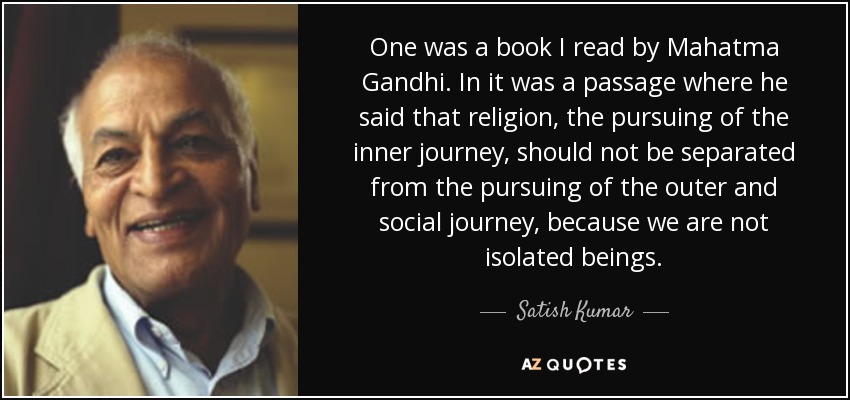 One was a book I read by Mahatma
Gandhi. In it was a passage where he
said that religion, the pursuing of the
inner journey, should not be separated
from the pursuing of the outer and
social journey, because we are not
isolated beings.
Satish Kumar
AZ QUOTES